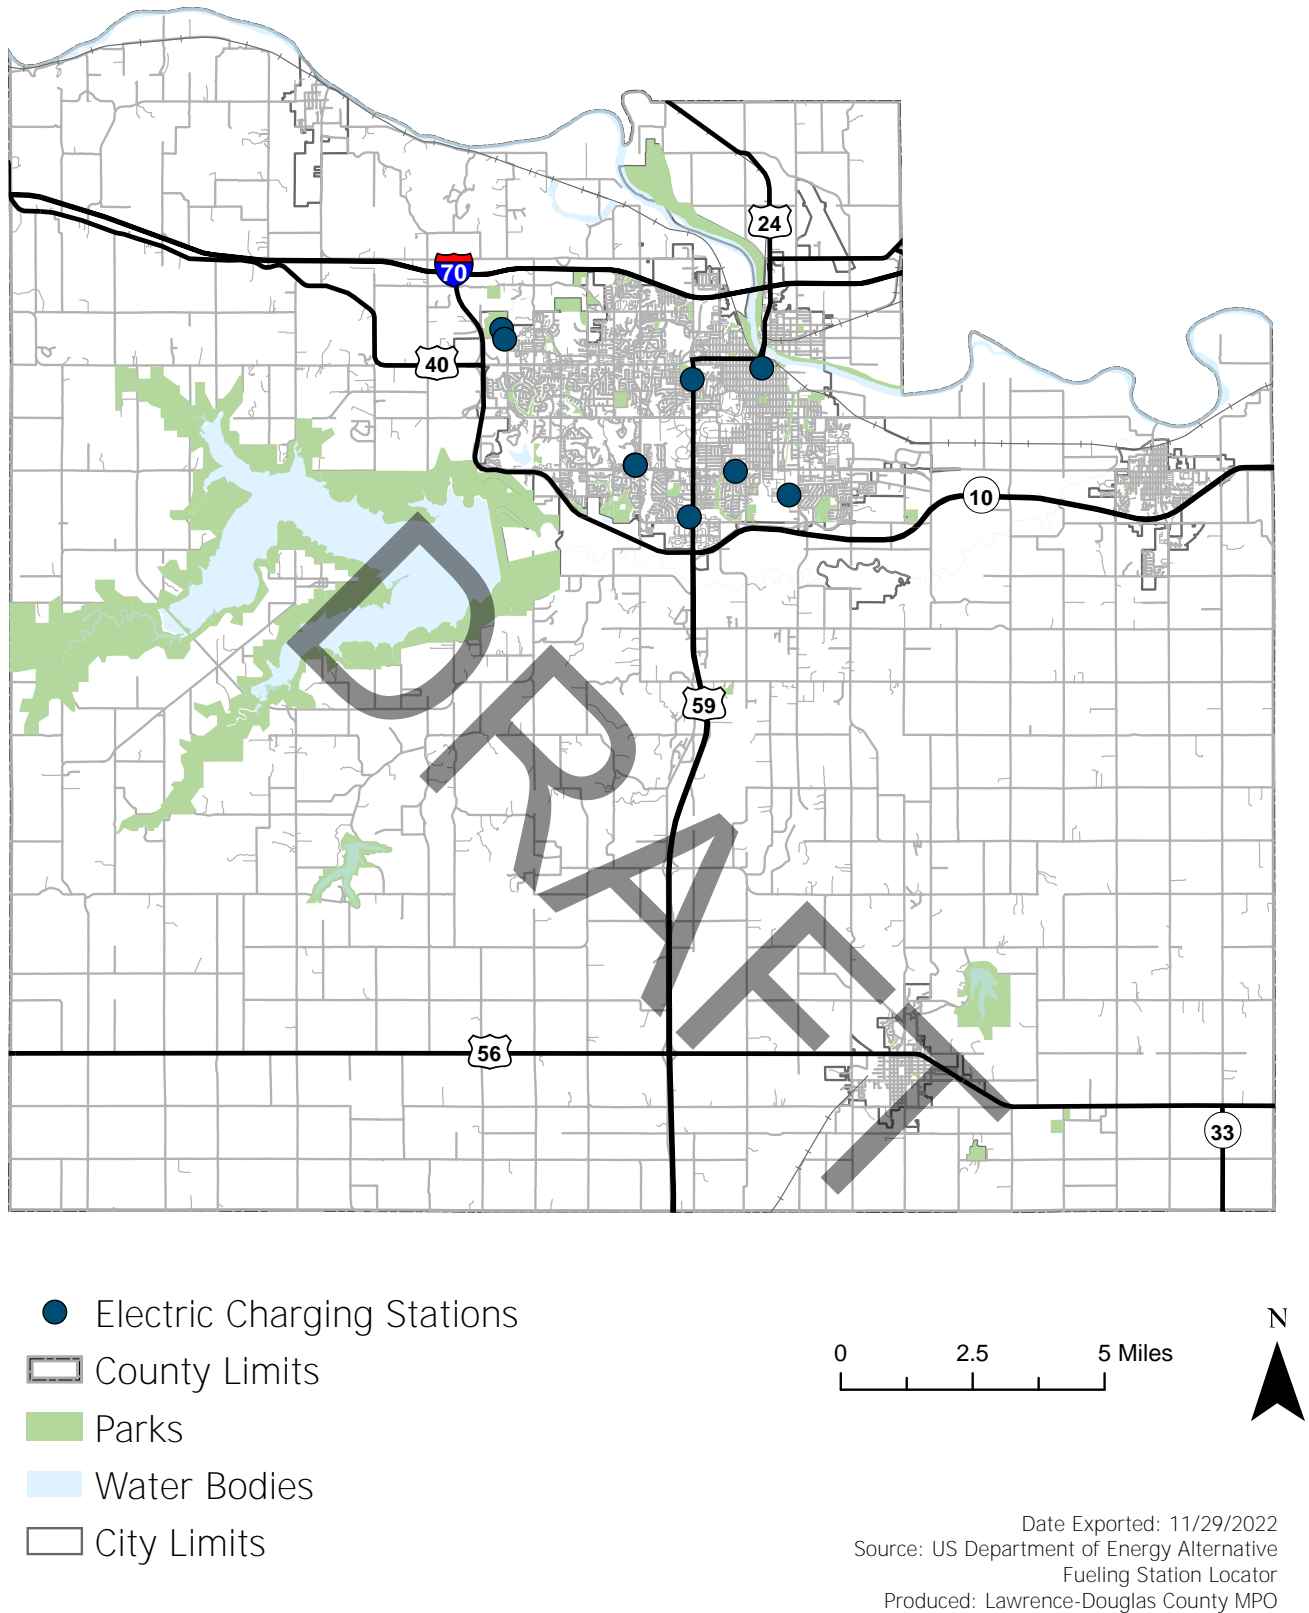 24
70
40
10
59
DRAFT
56
33
Electric Charging Stations
County Limits
Parks
Water Bodies
City Limits
0 2.5 5 Miles
N
Date Exported: 11/29/2022
Source: US Department of Energy Alternative
Fueling Station Locator
Produced: Lawrence-Douglas County MPO